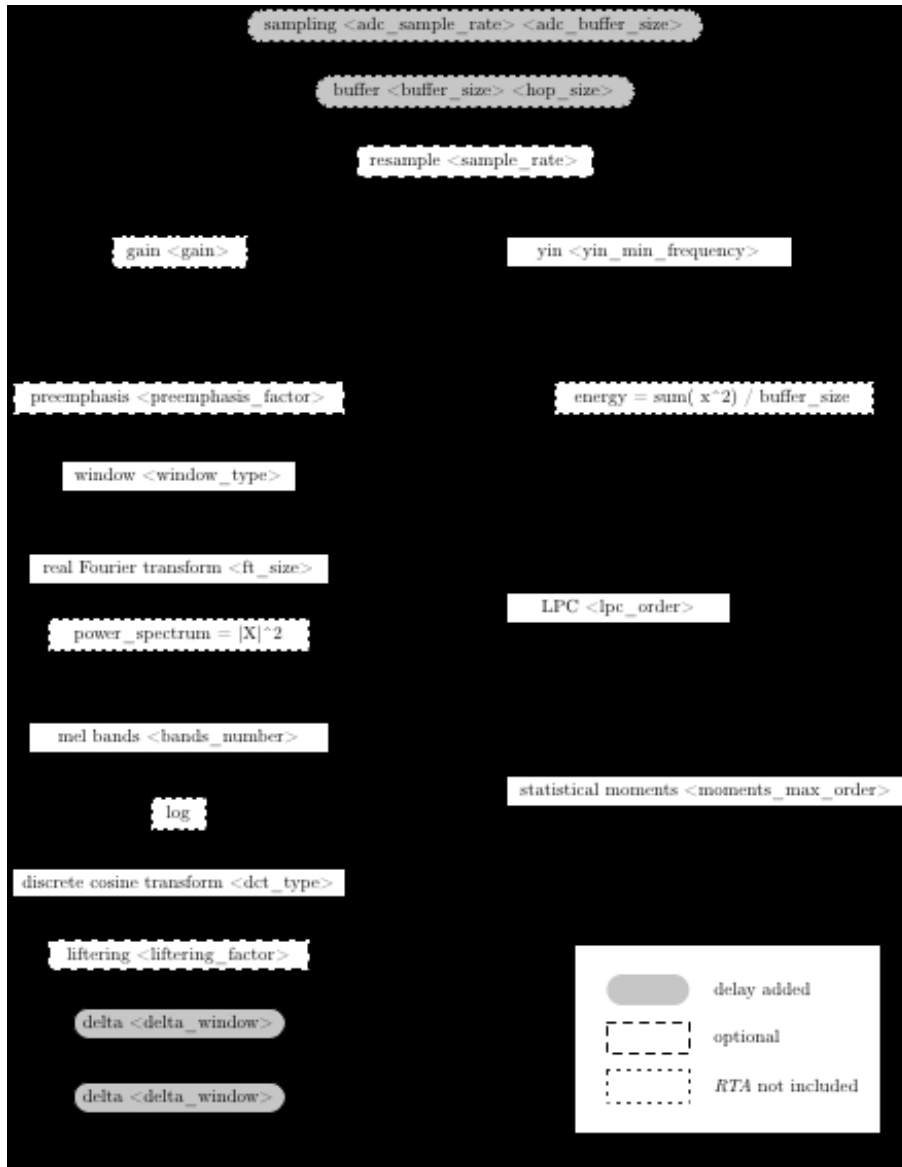 sampling <adc_sample_rate> <adc_buffer_size>
buffer <buffer_size> <hop_size>
resample <sample_rate>
gain <gain>
yin <yin_min_frequency>
preemphasis <preemphasis_factor>
energy = sum( x^2) / buffer_size
window <window_type>
real Fourier transform <ft_size>
LPC <lpc_order>
power_spectrum = |X|^2
mel bands <bands_number>
statistical moments <moments_max_order>
log
discrete cosine transform <dct_type>
liftering <liftering_factor>
delta <delta_window>
delta <delta_window>
delay added
optional
RTA not included